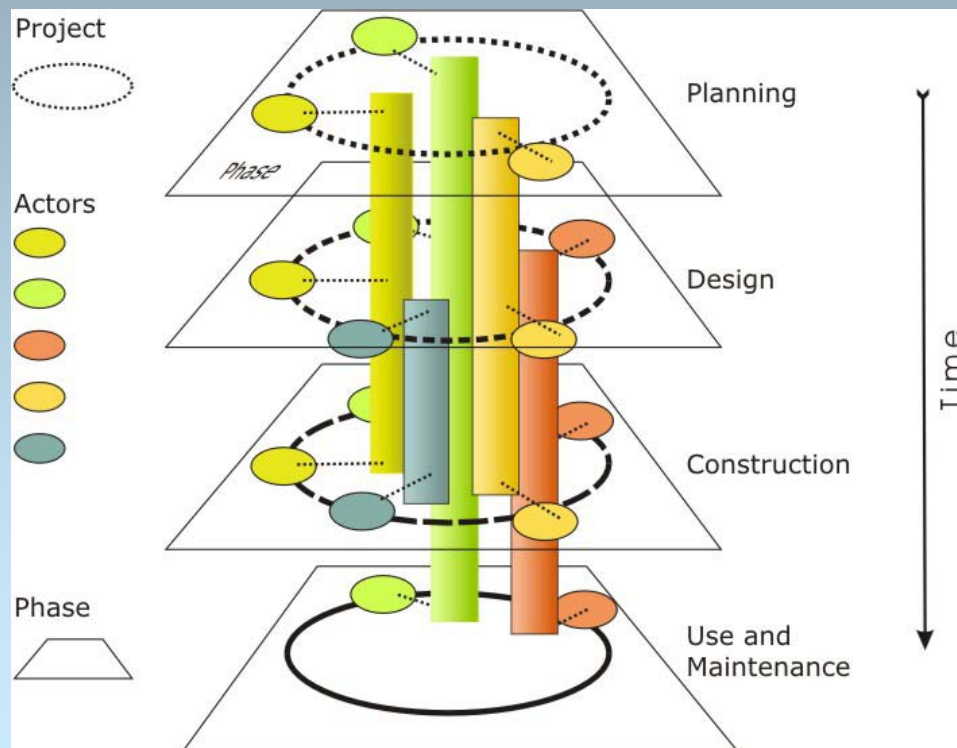 Project
Planning
Phase
Actors
Design
Construction
Phase
Use and
Maintenance
Time